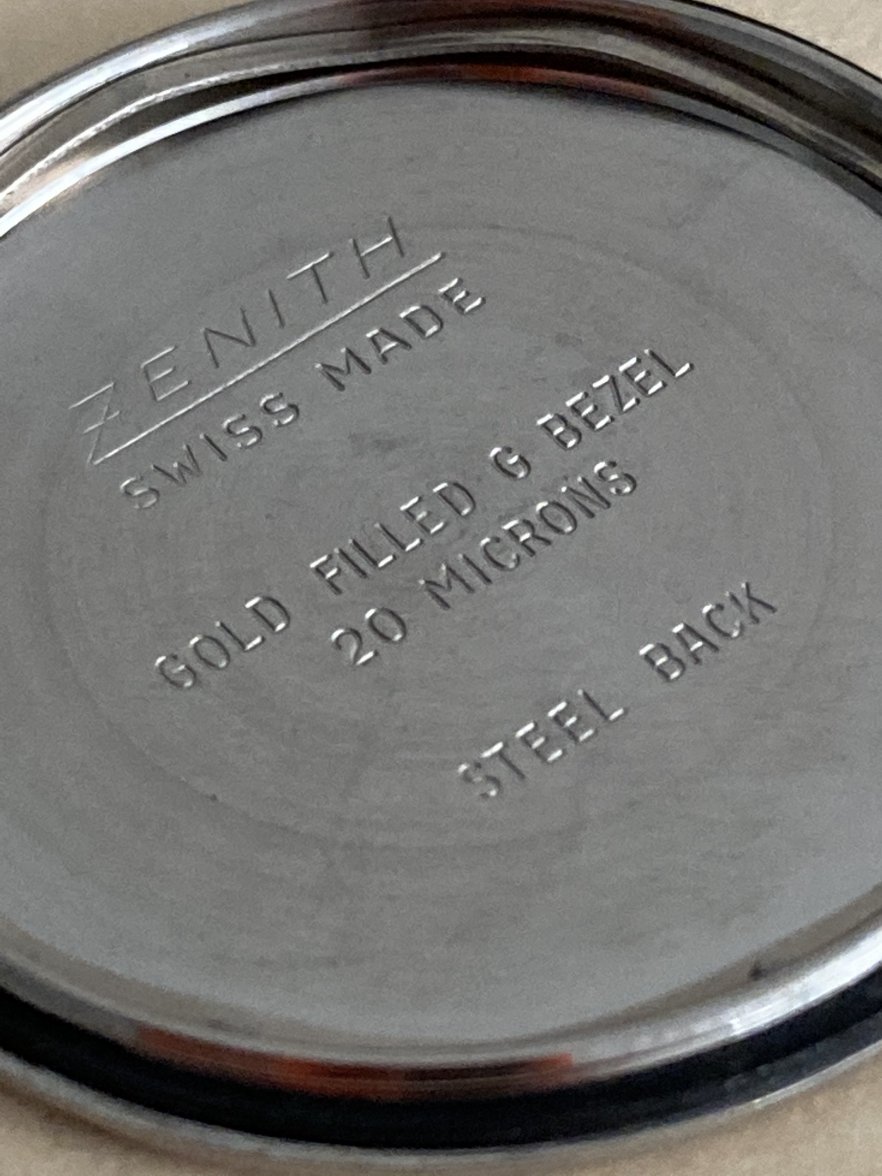 ZENITH
SWISS MADE
GOLD FILLED G BEZEL
20 MICRONS
STEEL BACK